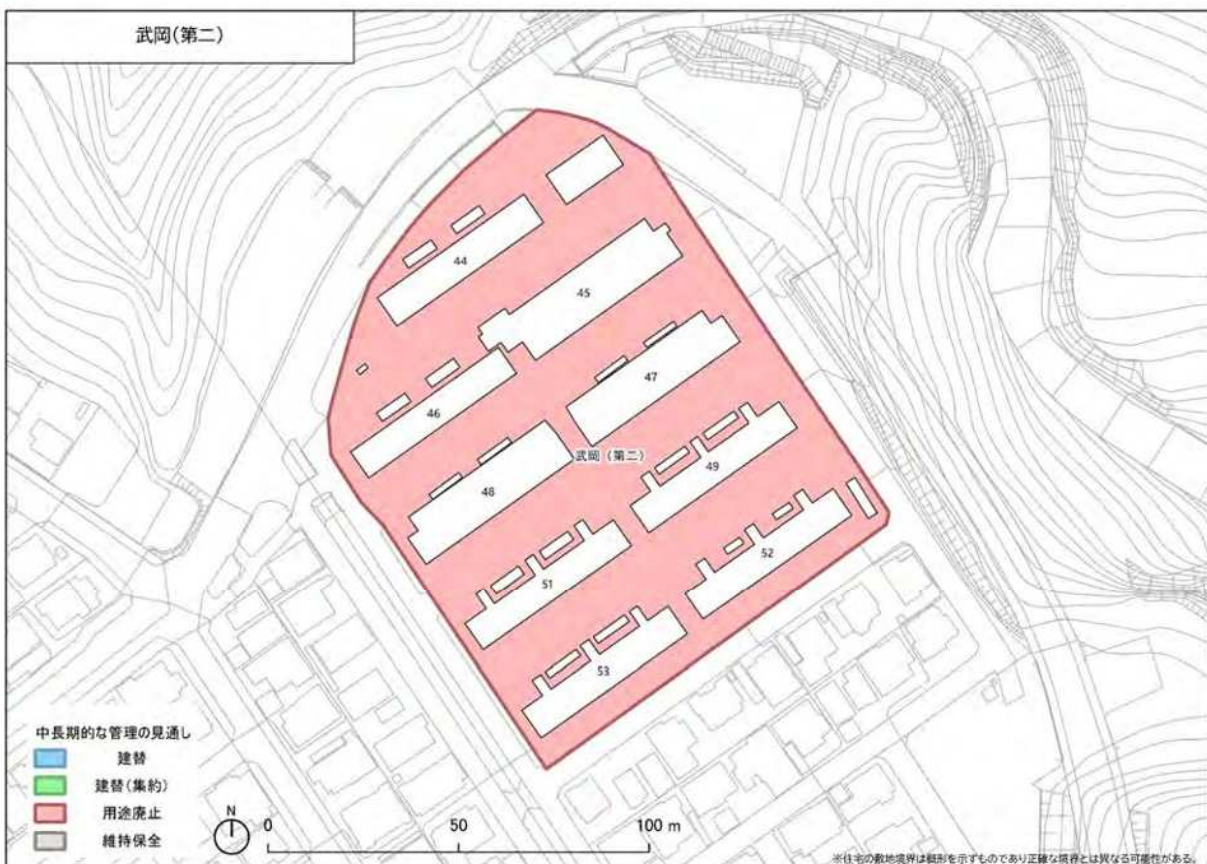 武岡(第二)
44
45
46
47
武岡（第二）
48
49
51
52
53
中長期的な管理の見通し
建替
建替(集約)
用途廃止
維持保全
N
0 50 100 m
※住宅の敷地境界は概形を示すものであり正確な境界とは異なる可能性がある。